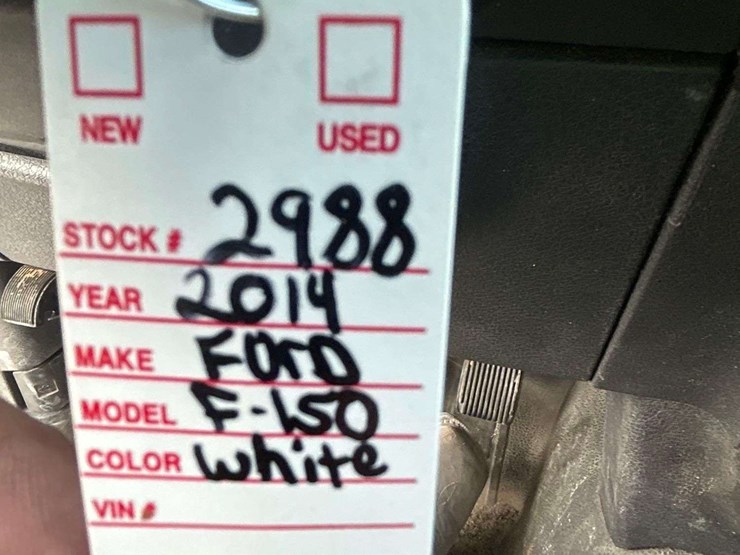 NEW USED
STOCK # 2988
YEAR 2014
MAKE Ford
MODEL F-150
COLOR white
VIN #